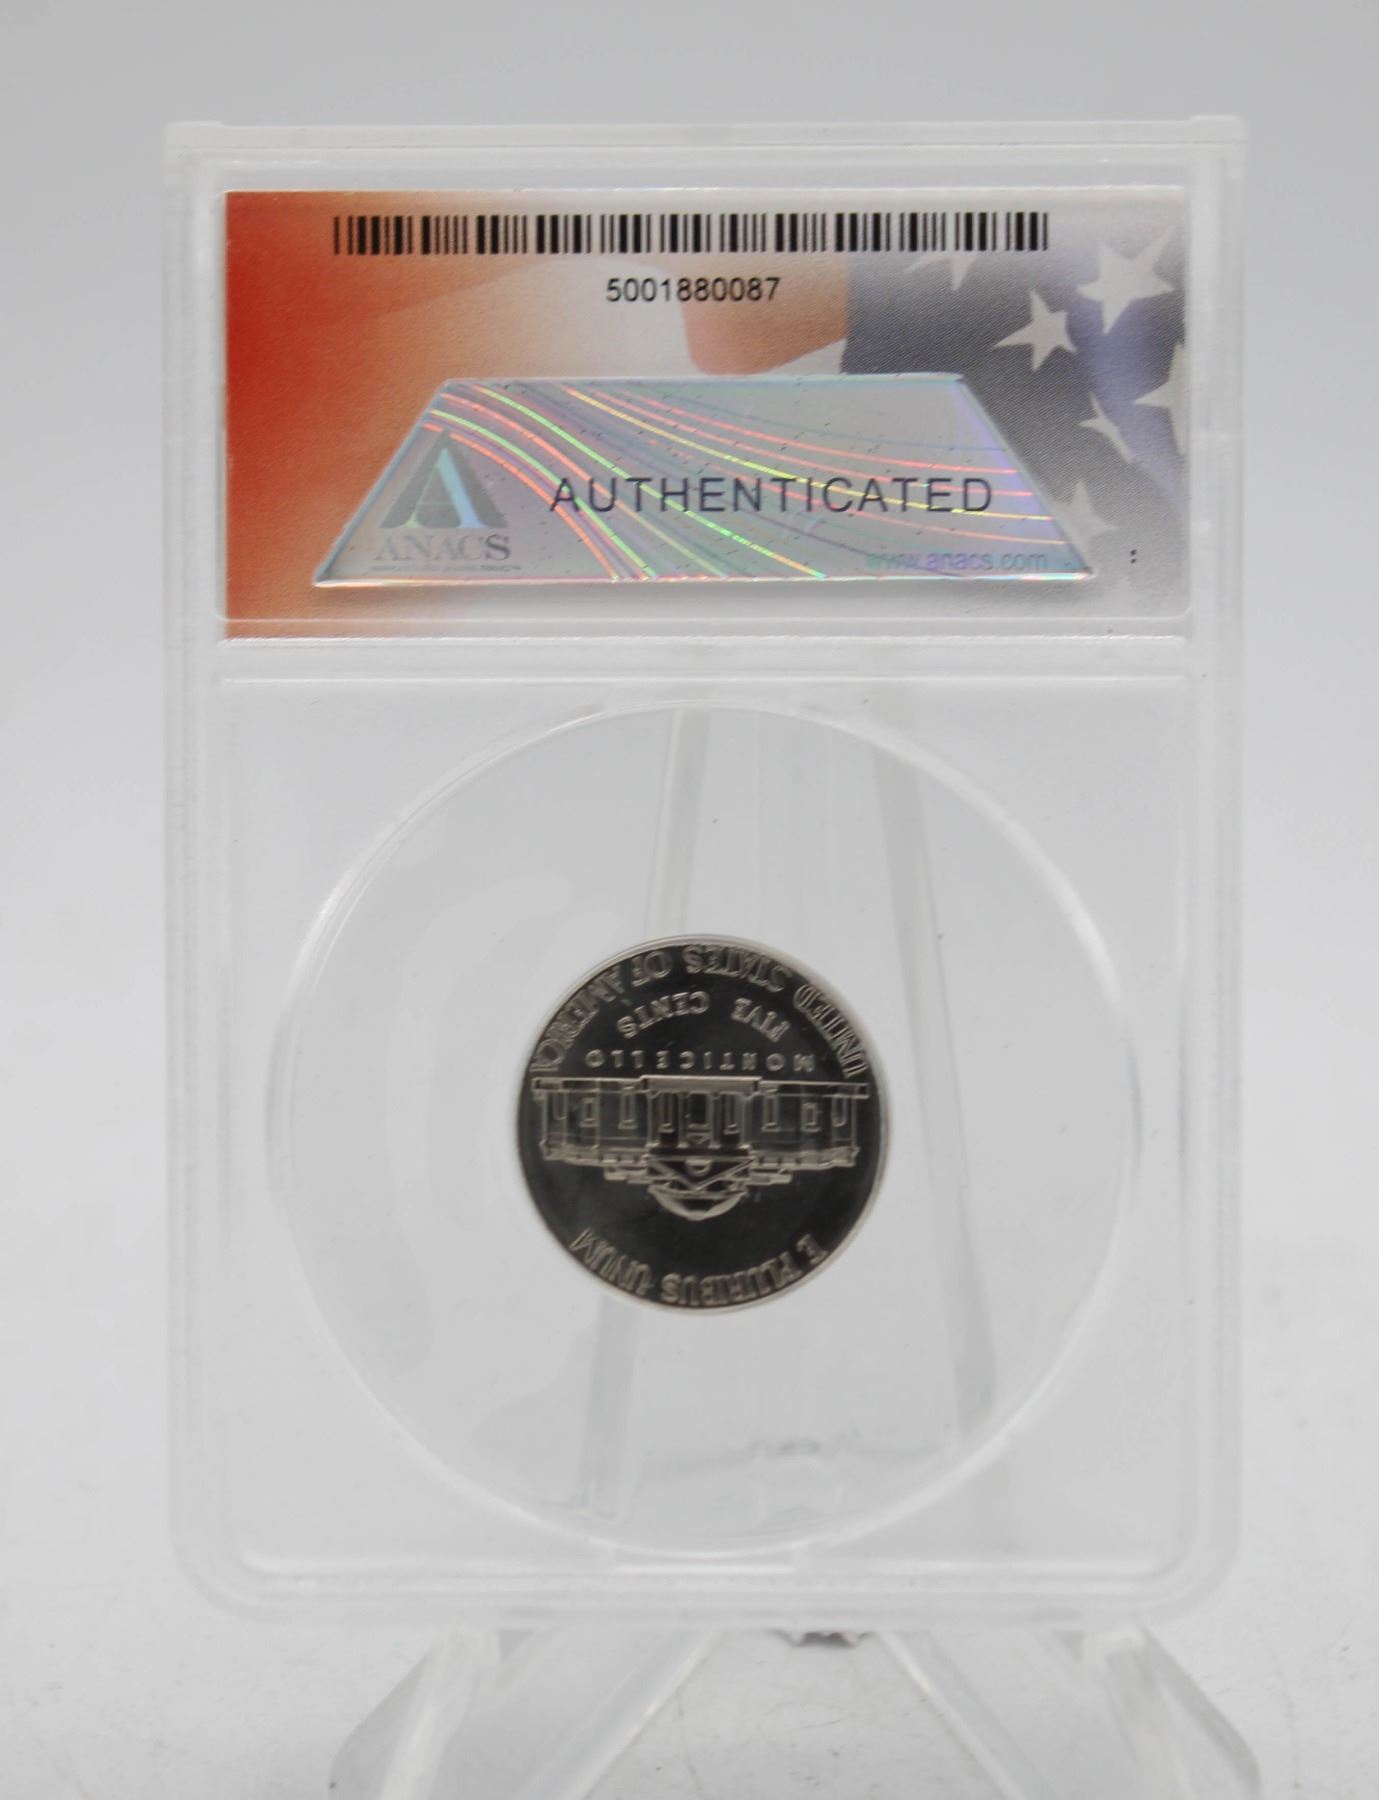 5001880087
AUTHENTICATED
ANACS
www.anacs.com
UNITED STATES OF AMERICA
FIVE CENTS
MONTICELLO
E PLURIBUS UNUM